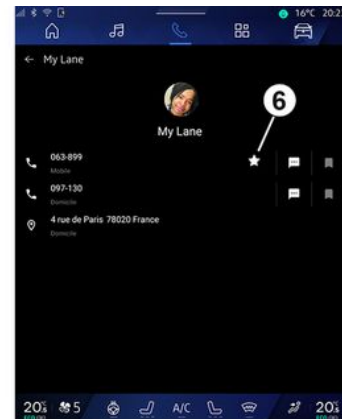 16°C 20:2
My Lane
My Lane
6
063-899
Mobile
097-130
Domicile
4 rue de Paris 78020 France
Domicile
20 5 A/C 20